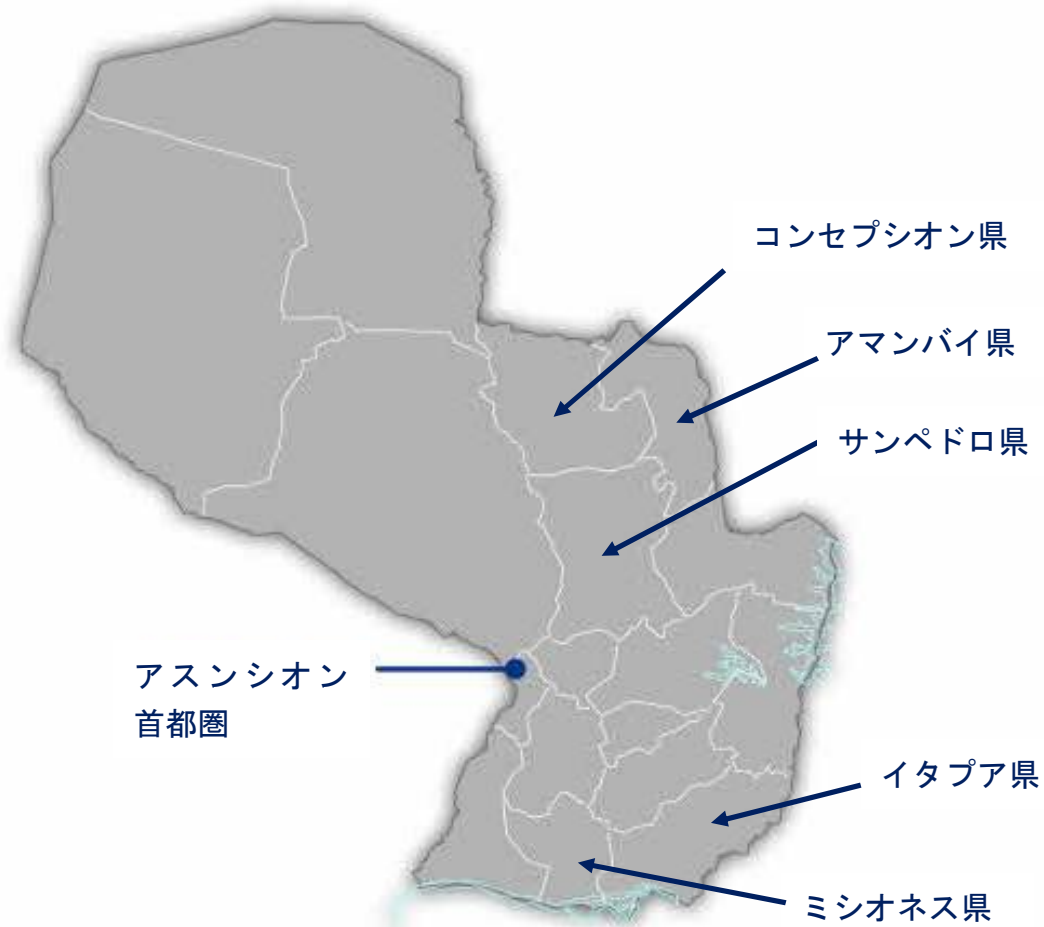 コンセプシオン県
アマンバイ県
サンペドロ県
アスンシオン
首都圏
イタプア県
ミシオネス県